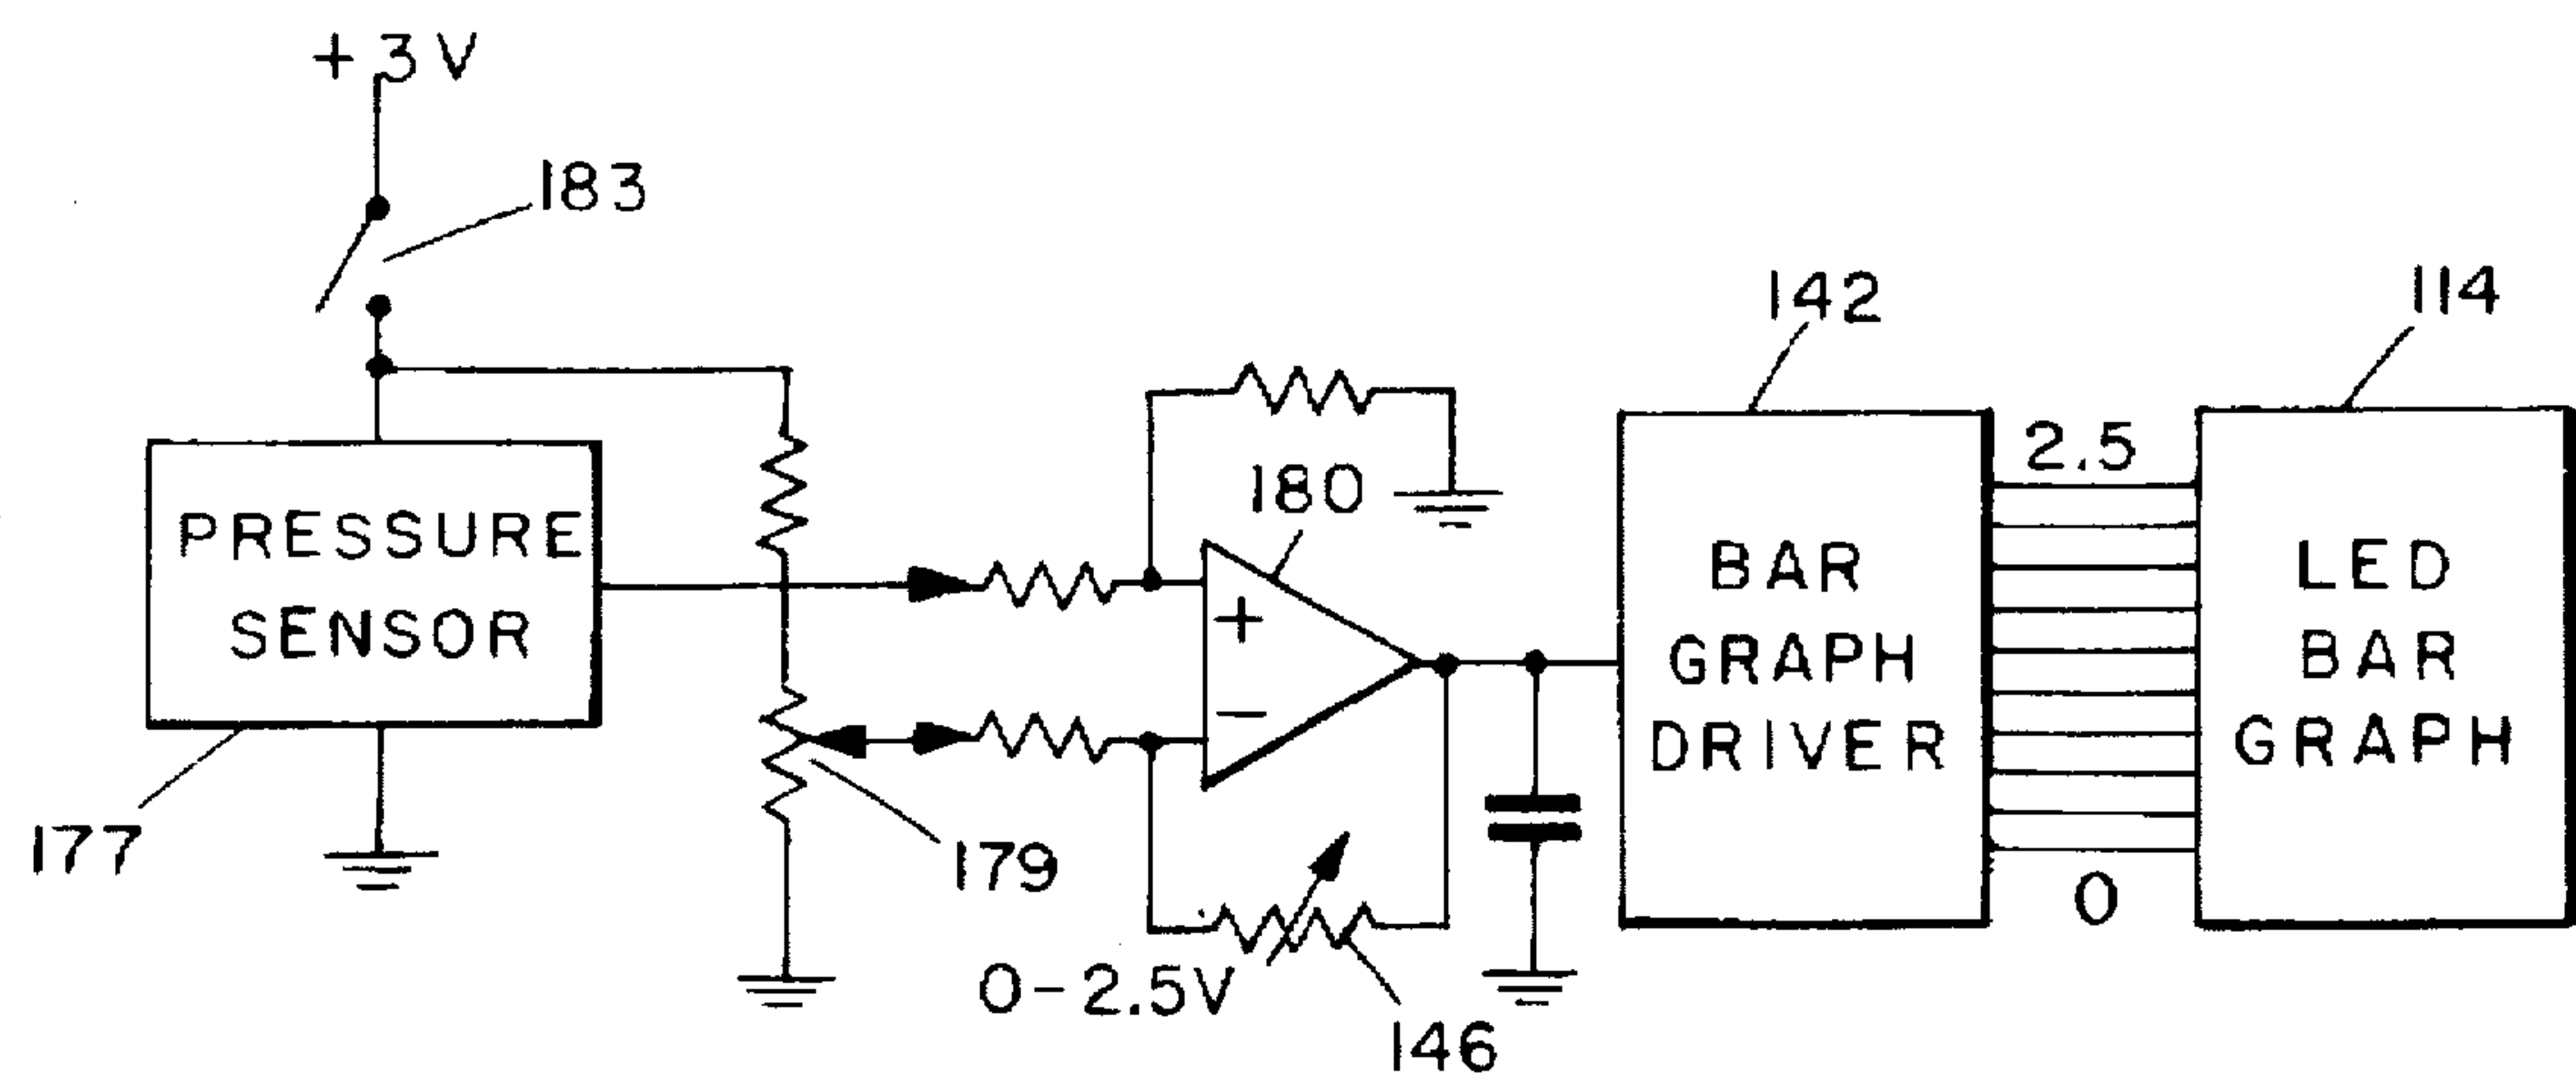 +3V
183
142
114
2.5
180
PRESSURE
SENSOR
BAR
GRAPH
DRIVER
LED
BAR
GRAPH
177
179
0
0-2.5V
146